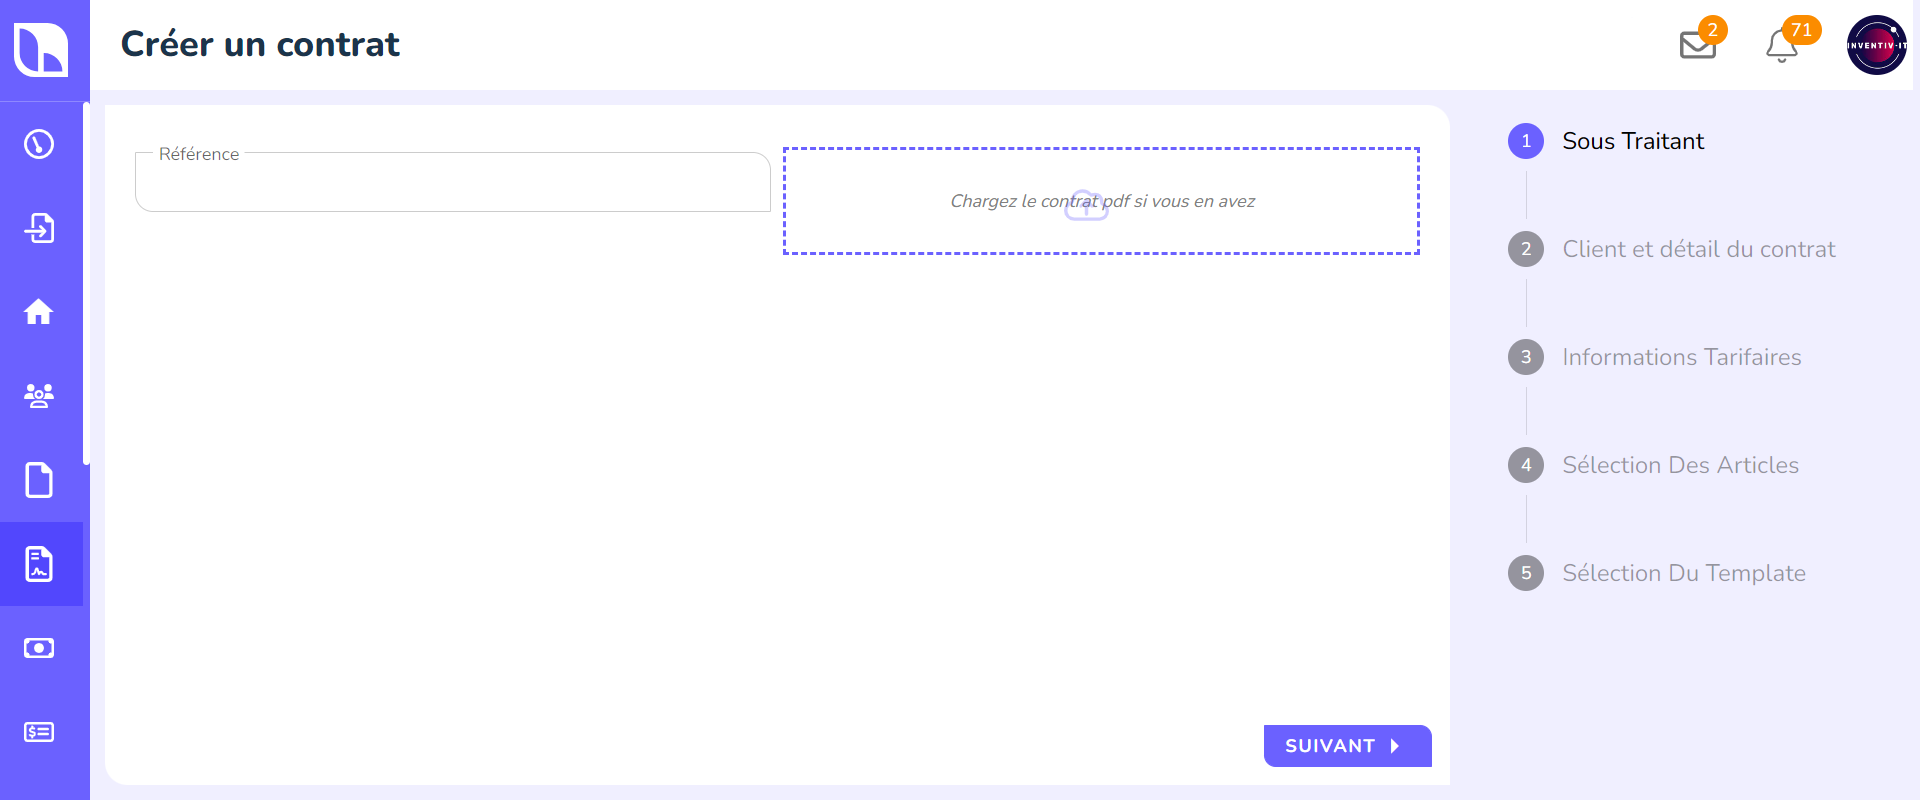 Créer un contrat
2
71
INVENTIV-IT
Référence
Chargez le contrat pdf si vous en avez
1 Sous Traitant
2 Client et détail du contrat
3 Informations Tarifaires
4 Sélection Des Articles
5 Sélection Du Template
SUIVANT